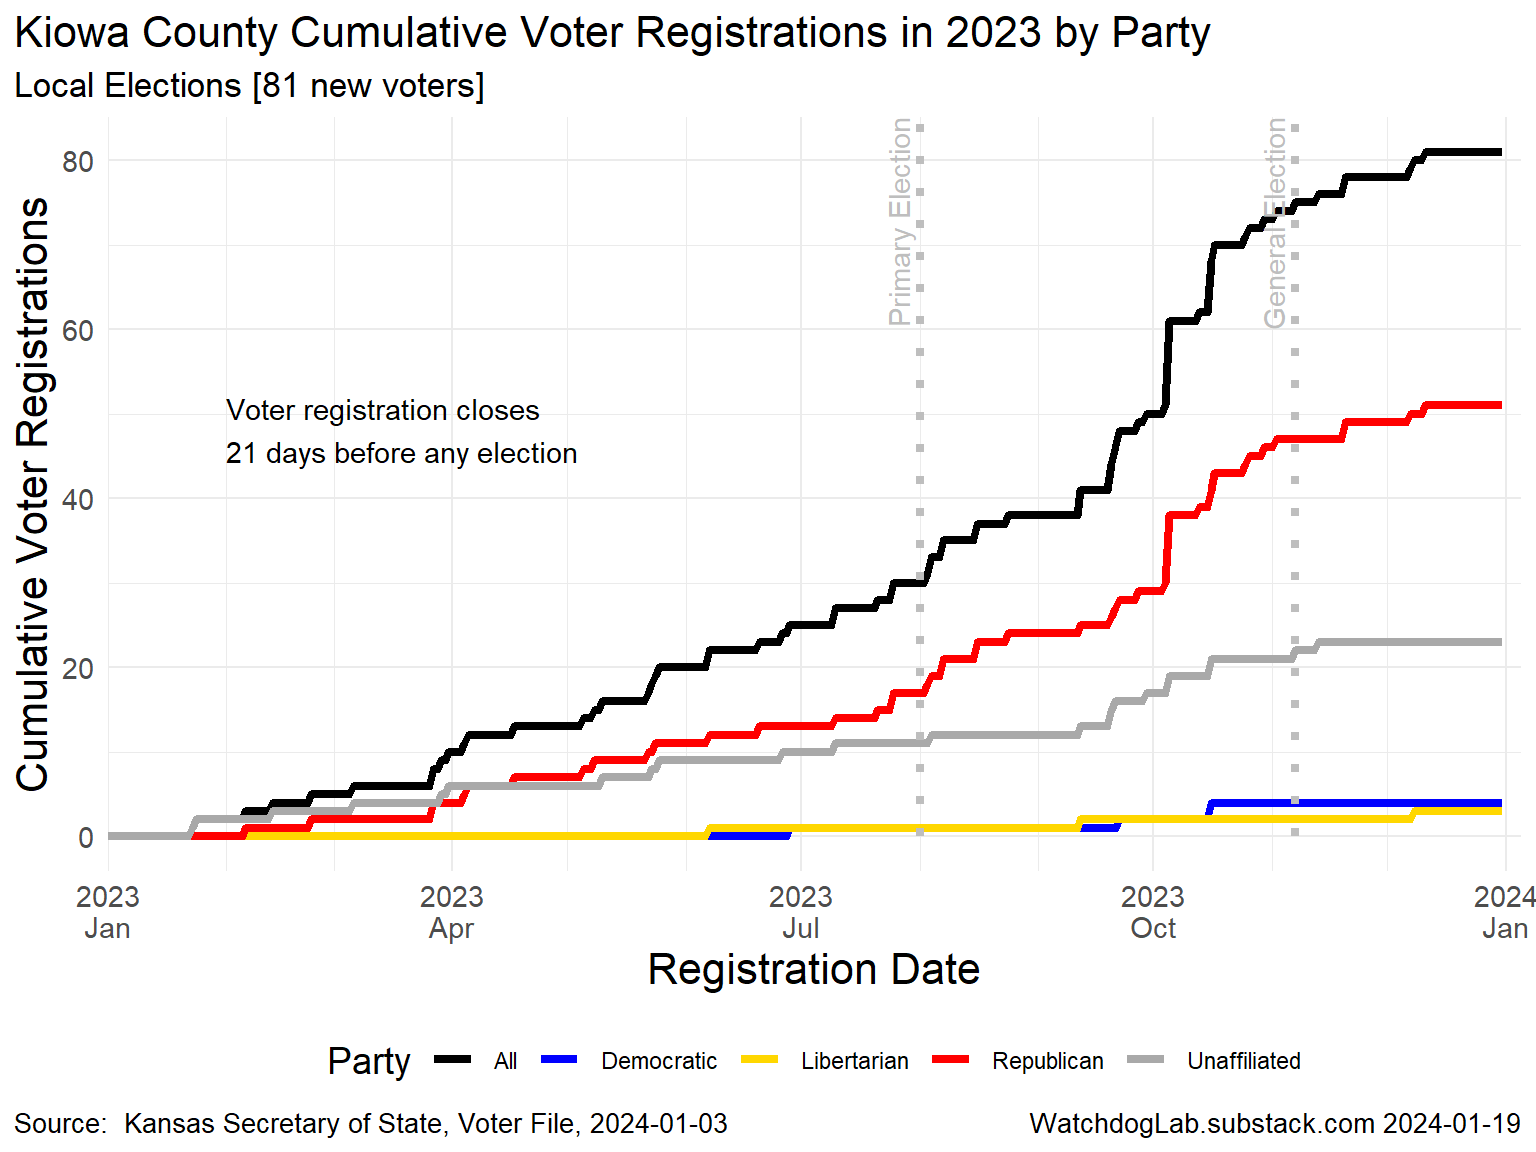 Kiowa County Cumulative Voter Registrations in 2023 by Party
Local Elections [81 new voters]
Cumulative Voter Registrations
80
60
40
20
0
Primary Election
General Election
Voter registration closes
21 days before any election
2023
Jan
2023
Apr
2023
Jul
2023
Oct
2024
Jan
Registration Date
Party All Democratic Libertarian Republican Unaffiliated
Source:  Kansas Secretary of State, Voter File, 2024-01-03
WatchdogLab.substack.com 2024-01-19